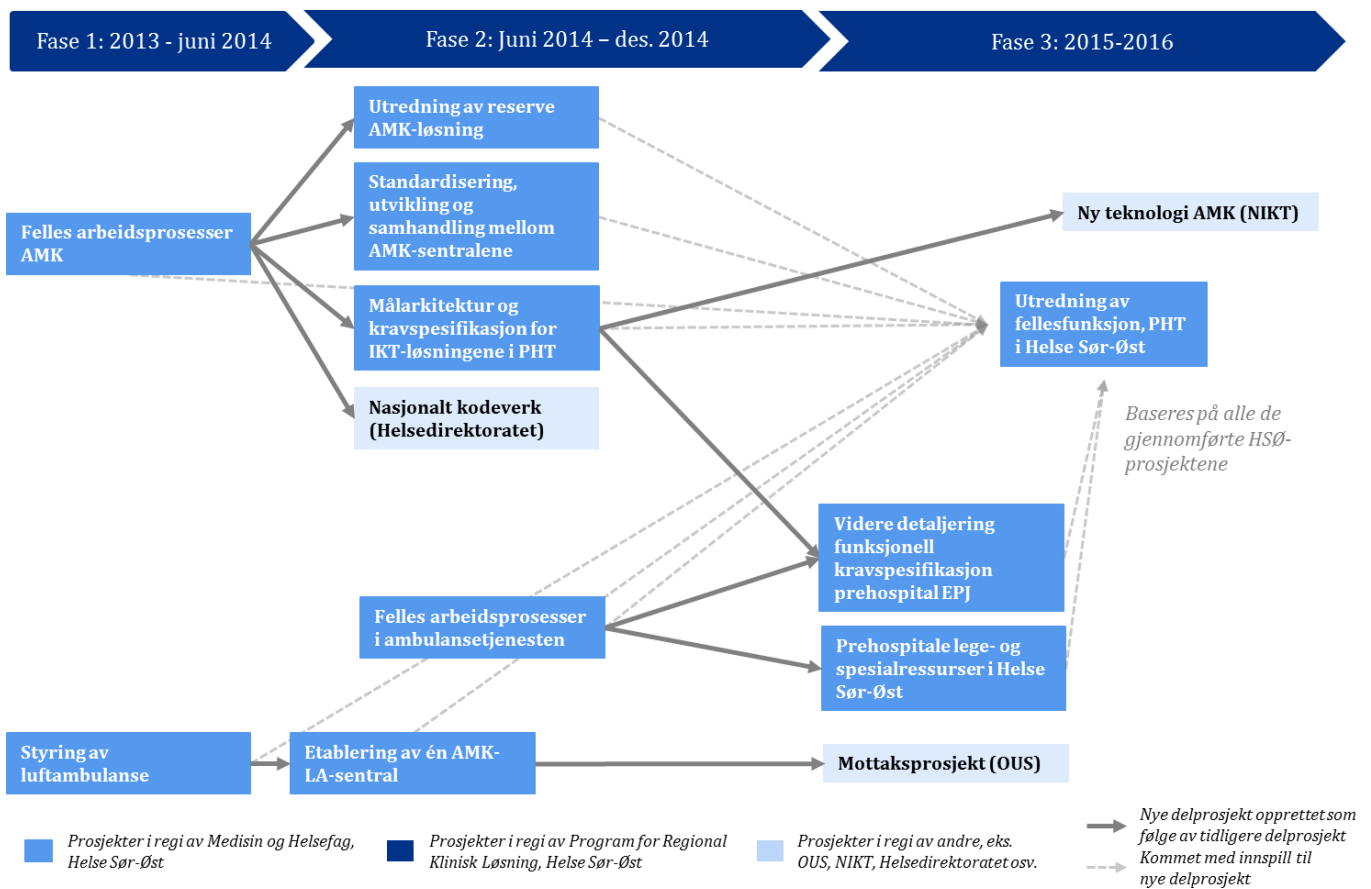 Fase 1: 2013 - juni 2014
Fase 2: Juni 2014 – des. 2014
Fase 3: 2015-2016
Utredning av reserve
AMK-løsning
Standardisering,
utvikling og
samhandling mellom
AMK-sentralene
Ny teknologi AMK (NIKT)
Felles arbeidsprosesser
AMK
Målarkitektur og
kravspesifikasjon for
IKT-løsningene i PHT
Utredning av
fellesfunksjon, PHT
i Helse Sør-Øst
Nasjonalt kodeverk
(Helsedirektoratet)
Baseres på alle de
gjennomførte HSØ-
prosjektene
Videre detaljering
funksjonell
kravspesifikasjon
prehospital EPJ
Felles arbeidsprosesser
i ambulansetjenesten
Prehospitale lege- og
spesialressurser i Helse
Sør-Øst
Styring av
luftambulanse
Etablering av én AMK-
LA-sentral
Mottaksprosjekt (OUS)
Prosjekter i regi av Medisin og Helsefag,
Helse Sør-Øst
Prosjekter i regi av Program for Regional
Klinisk Løsning, Helse Sør-Øst
Prosjekter i regi av andre, eks.
OUS, NIKT, Helsedirektoratet osv.
Nye delprosjekt opprettet som
følge av tidligere delprosjekt
Kommet med innspill til
nye delprosjekt